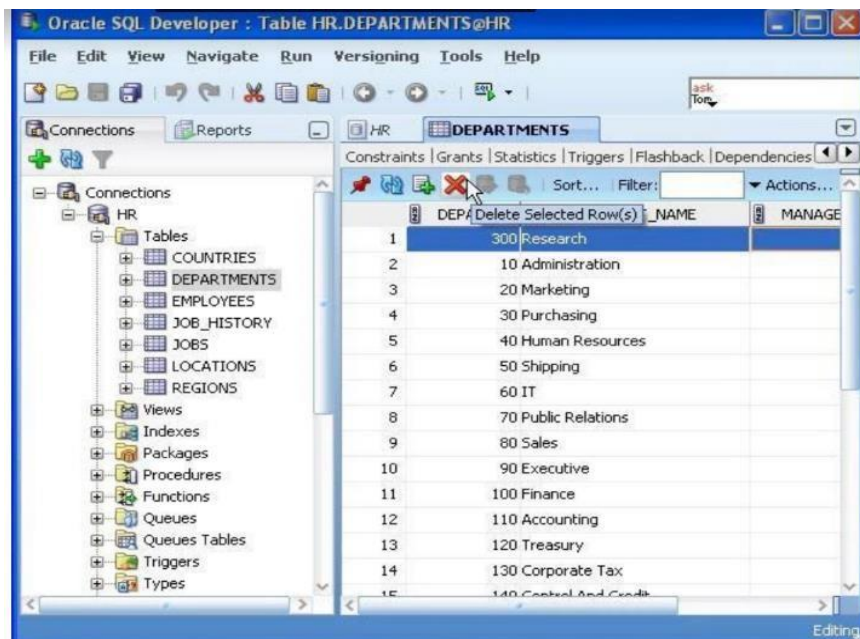 Oracle SQL Developer : Table HR.DEPARTMENTS@HR
File Edit View Navigate Run Versioning Tools Help
ask
Tom
Connections Reports
HR DEPARTMENTS
Constraints | Grants | Statistics | Triggers | Flashback | Dependencies
Sort... Filter: Actions...
Connections
HR
Tables
COUNTRIES
DEPARTMENTS
EMPLOYEES
JOB_HISTORY
JOBS
LOCATIONS
REGIONS
Views
Indexes
Packages
Procedures
Functions
Queues
Queues Tables
Triggers
Types
DEPA Delete Selected Row(s) _NAME MANAGE
1 300 Research
2 10 Administration
3 20 Marketing
4 30 Purchasing
5 40 Human Resources
6 50 Shipping
7 60 IT
8 70 Public Relations
9 80 Sales
10 90 Executive
11 100 Finance
12 110 Accounting
13 120 Treasury
14 130 Corporate Tax
15 140 Control And Credit
Editing